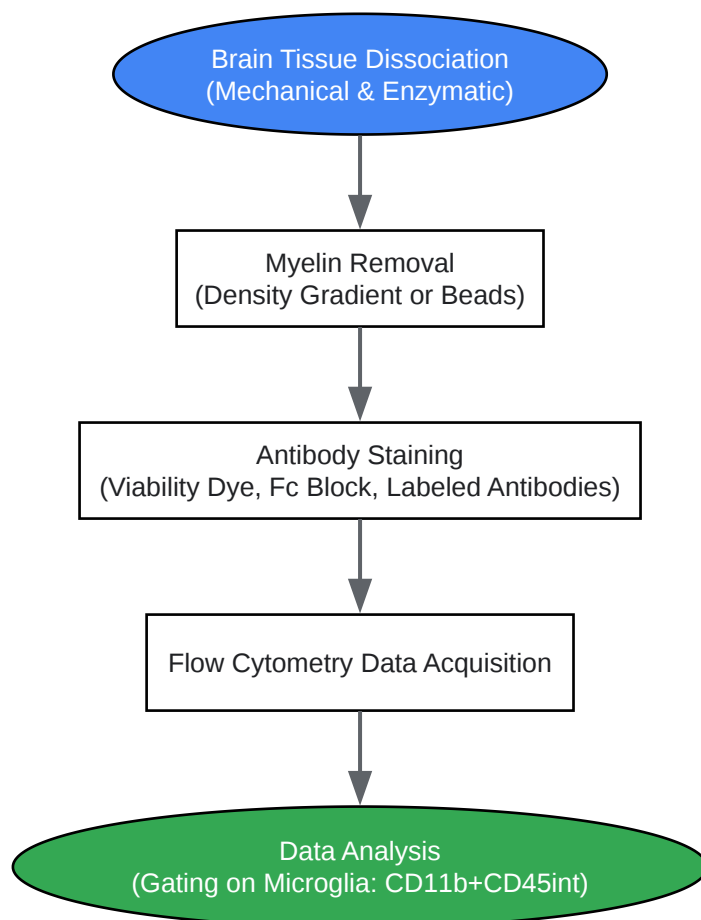 Brain Tissue Dissociation
(Mechanical & Enzymatic)
Myelin Removal
(Density Gradient or Beads)
Antibody Staining
(Viability Dye, Fc Block, Labeled Antibodies)
Flow Cytometry Data Acquisition
Data Analysis
(Gating on Microglia: CD11b+CD45int)